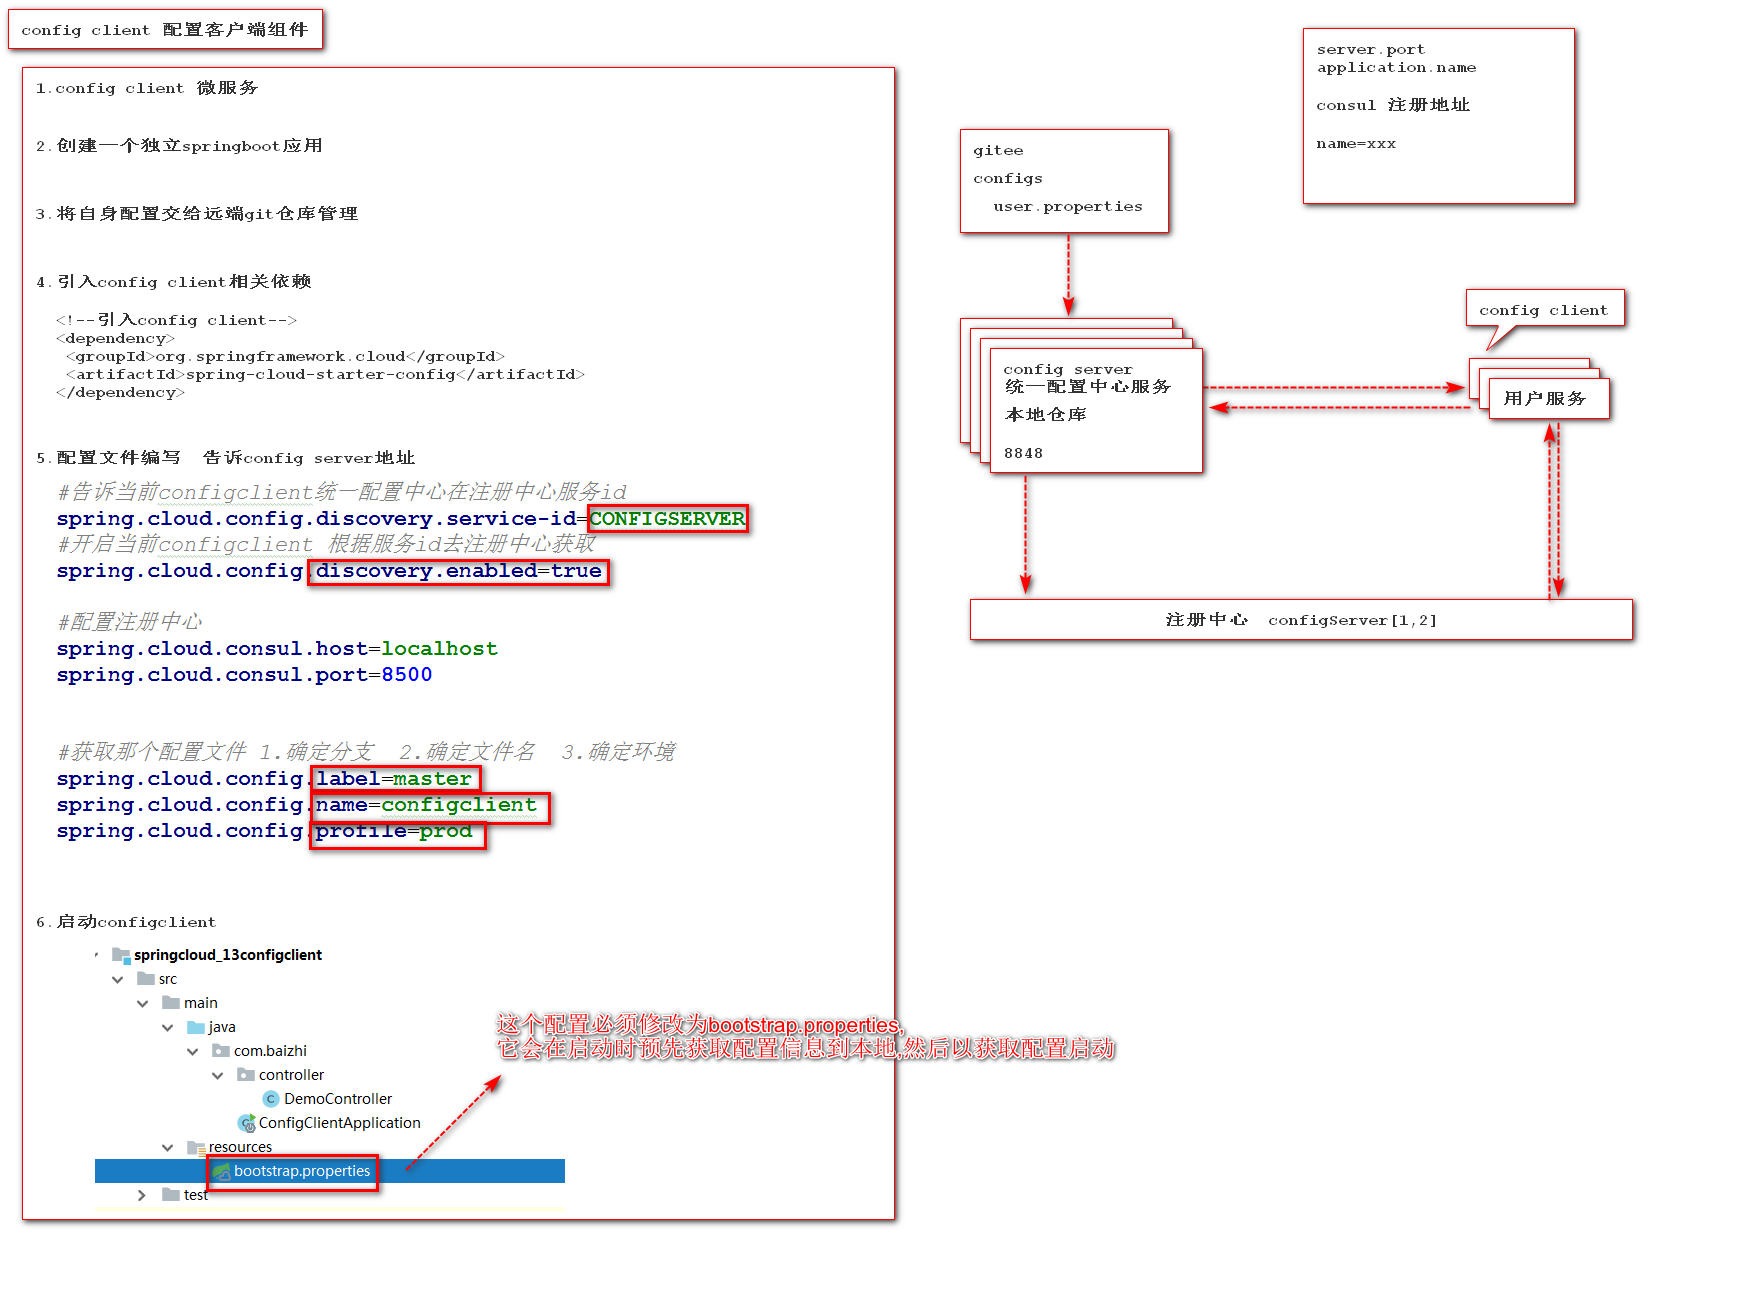 config client 配置客户端组件
1.config client 微服务
2.创建一个独立springboot应用
3.将自身配置交给远端git仓库管理
4.引入config client相关依赖
<!--引入config client-->
<dependency>
<groupId>org.springframework.cloud</groupId>
<artifactId>spring-cloud-starter-config</artifactId>
</dependency>
5.配置文件编写 告诉config server地址
#告诉当前configclient统一配置中心在注册中心服务id
spring.cloud.config.discovery.service-id=CONFIGSERVER
#开启当前configclient 根据服务id去注册中心获取
spring.cloud.config.discovery.enabled=true
#配置注册中心
spring.cloud.consul.host=localhost
spring.cloud.consul.port=8500
#获取那个配置文件 1.确定分支 2.确定文件名 3.确定环境
spring.cloud.config.label=master
spring.cloud.config.name=configclient
spring.cloud.config.profile=prod
6.启动configclient
springcloud_13configclient
src
main
java
com.baizhi
controller
DemoController
ConfigClientApplication
resources
bootstrap.properties
test
这个配置必须修改为bootstrap.properties,
它会在启动时预先获取配置信息到本地,然后以获取配置启动
gitee
configs
user.properties
config server
统一配置中心服务
本地仓库
8848
server.port
application.name
consul 注册地址
name=xxx
config client
用户服务
注册中心 configServer[1,2]